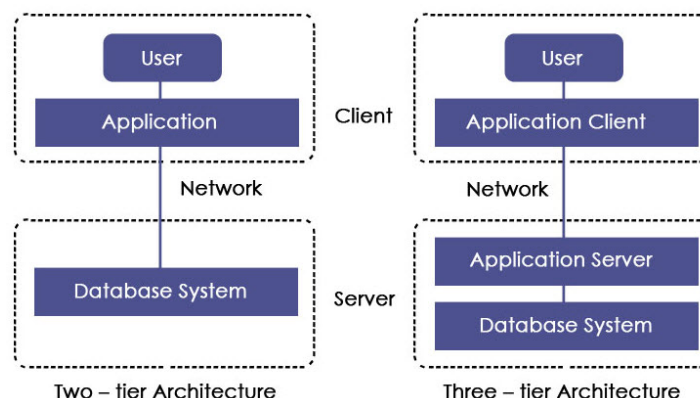 User
Application
Network
Database System
Two – tier Architecture
Client
Server
User
Application Client
Network
Application Server
Database System
Three – tier Architecture